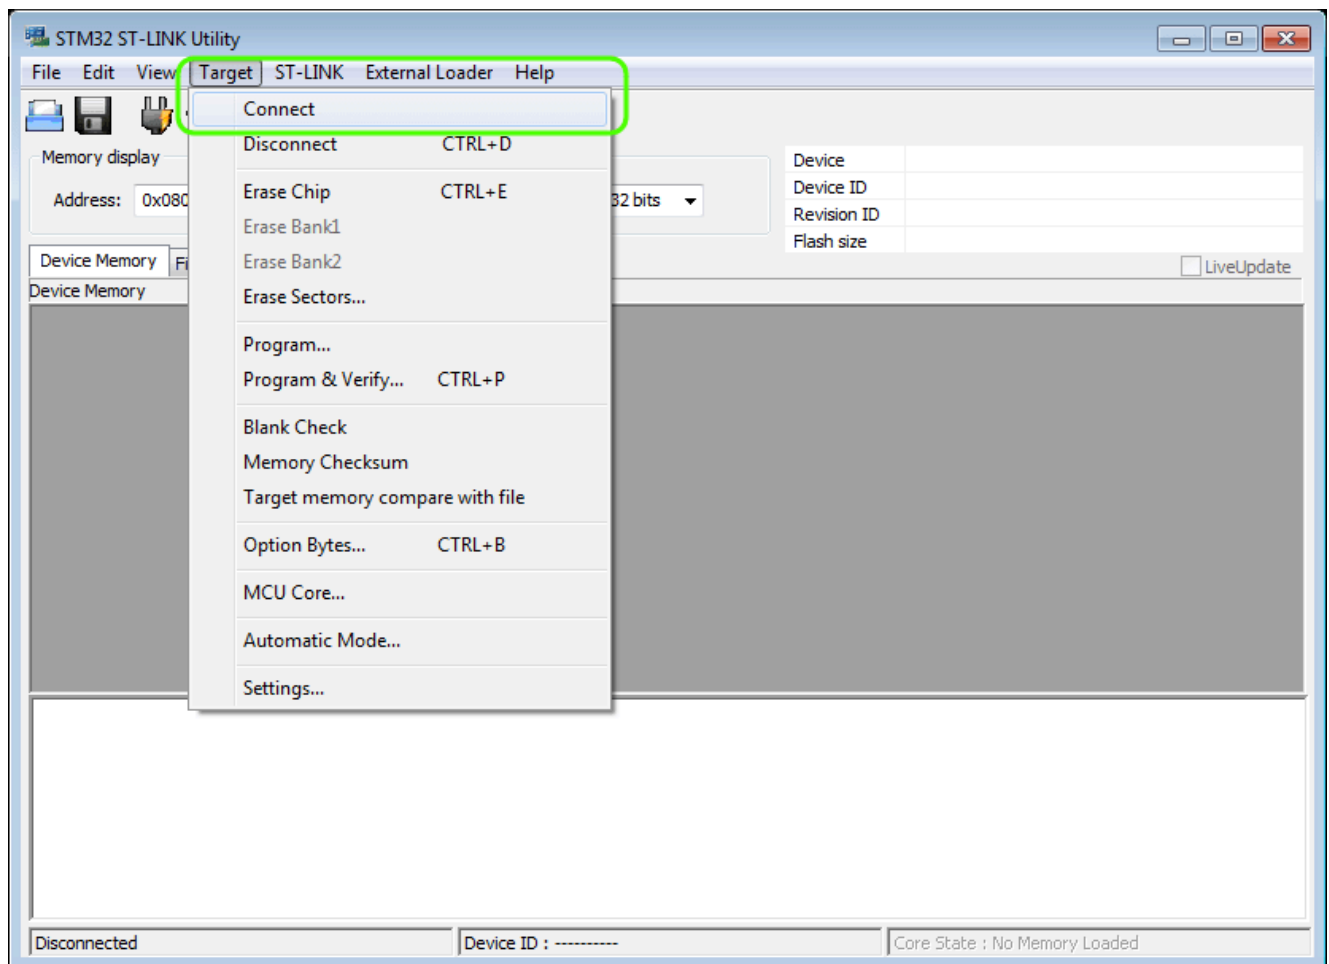 STM32 ST-LINK Utility
File Edit View Target ST-LINK External Loader Help
Connect
Disconnect CTRL+D
Erase Chip CTRL+E
Erase Bank1
Erase Bank2
Erase Sectors...
Program...
Program & Verify... CTRL+P
Blank Check
Memory Checksum
Target memory compare with file
Option Bytes... CTRL+B
MCU Core...
Automatic Mode...
Settings...
Memory display
Address: 0x080 32 bits
Device
Device ID
Revision ID
Flash size
LiveUpdate
Device Memory Fi
Device Memory
Disconnected Device ID : ---------- Core State : No Memory Loaded